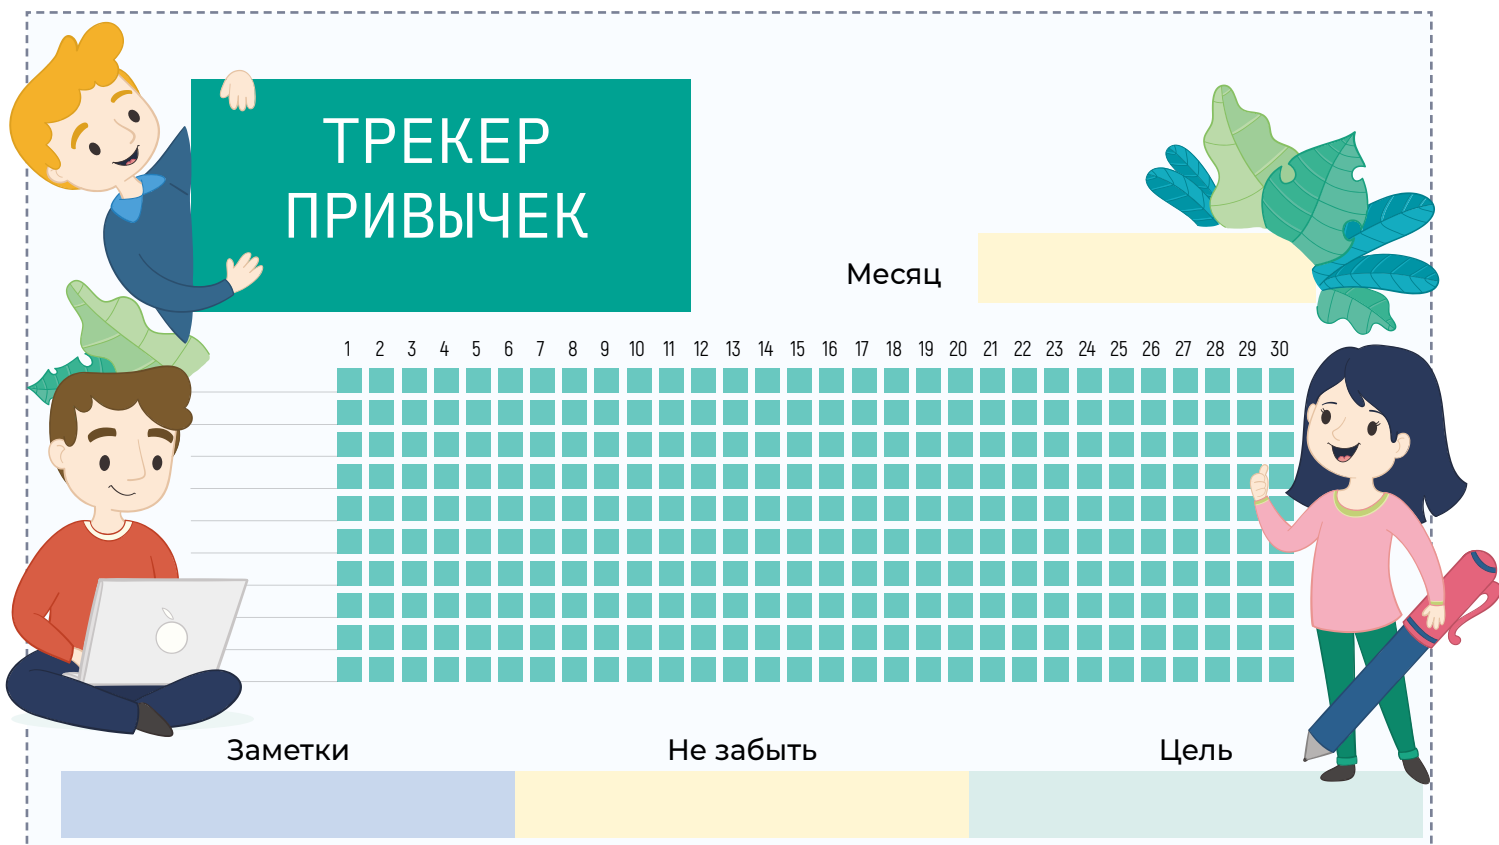 ТРЕКЕР
ПРИВЫЧЕК
Месяц
1 2 3 4 5 6 7 8 9 10 11 12 13 14 15 16 17 18 19 20 21 22 23 24 25 26 27 28 29 30
Заметки Не забыть Цель